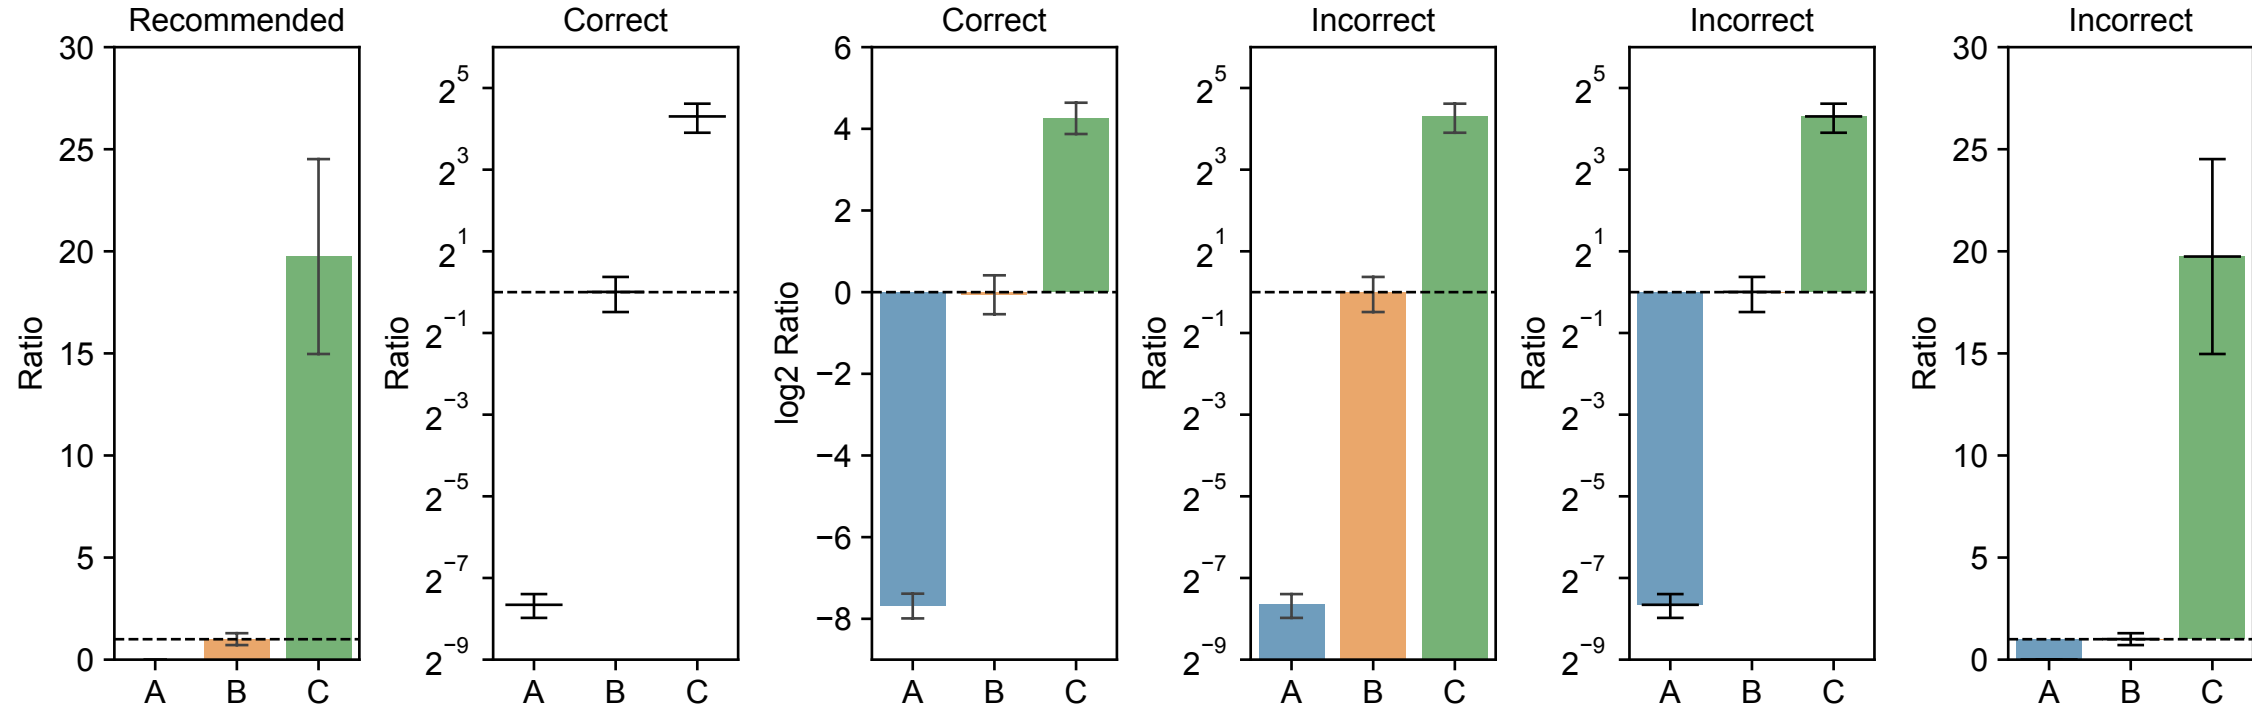 Recommended
Ratio
30
25
20
15
10
5
0
A B C
Correct
Ratio
2^5
2^3
2^1
2^−1
2^−3
2^−5
2^−7
2^−9
A B C
Correct
log2 Ratio
6
4
2
0
−2
−4
−6
−8
A B C
Incorrect
Ratio
2^5
2^3
2^1
2^−1
2^−3
2^−5
2^−7
2^−9
A B C
Incorrect
Ratio
2^5
2^3
2^1
2^−1
2^−3
2^−5
2^−7
2^−9
A B C
Incorrect
Ratio
30
25
20
15
10
5
0
A B C